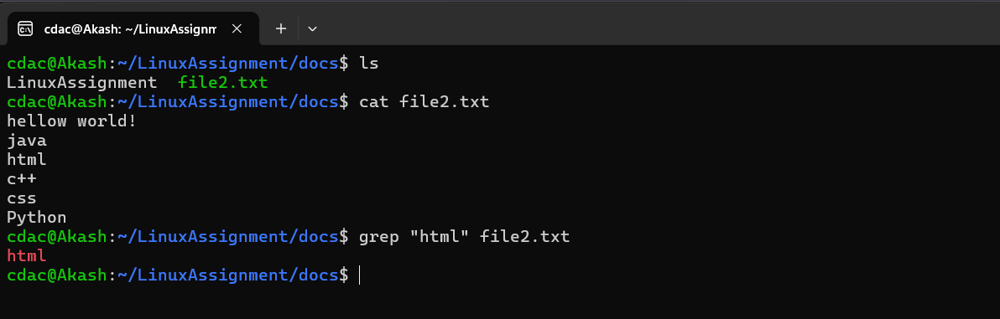 cdac@Akash: ~/LinuxAssignm
cdac@Akash:~/LinuxAssignment/docs$ ls
LinuxAssignment  file2.txt
cdac@Akash:~/LinuxAssignment/docs$ cat file2.txt
hellow world!
java
html
c++
css
Python
cdac@Akash:~/LinuxAssignment/docs$ grep "html" file2.txt
html
cdac@Akash:~/LinuxAssignment/docs$